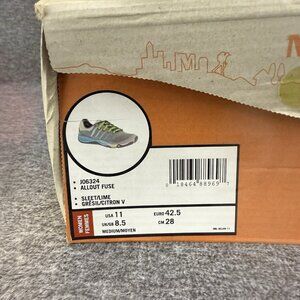 M
• J06324
• ALLOUT FUSE
• SLEET/LIME
• GRÉSIL/CITRON V
WOMEN
FEMMES
USA 11
EURO 42.5
UK/GB 8.5
CM 28
MEDIUM/MOYEN